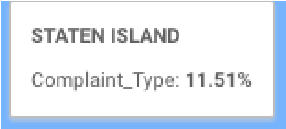 STATEN ISLAND
Complaint_Type: 11.51%